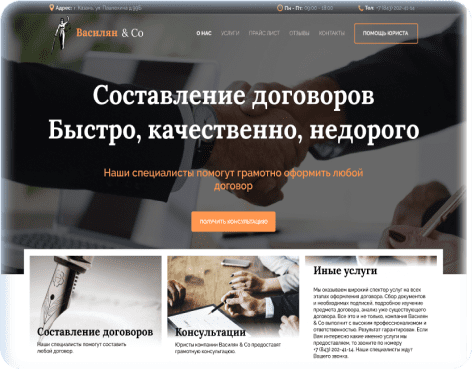 Адрес: г. Казань, ул. Павлюхина д.99Б
Пн - Пт: 09:00 - 18:00
Тел: +7 (843) 202-41-14
Василян & Co
О НАС УСЛУГИ ПРАЙС ЛИСТ ОТЗЫВЫ КОНТАКТЫ
ПОМОЩЬ ЮРИСТА
Составление договоров
Быстро, качественно, недорого
Наши специалисты помогут грамотно оформить любой
договор
ПОЛУЧИТЬ КОНСУЛЬТАЦИЮ
Составление договоров
Наши специалисты помогут составить
любой договор.
Консультации
Юристы компании Василян & Co предоставят
грамотную консультацию.
Иные услуги
Мы оказываем широкий спектр услуг на всех
этапах оформления договора. Сбор документов
и необходимых подписей, подробное изучение
предмета договора, анализ уже существующего
договора. Все это и не только, компания Василян
& Co выполнит с высоким профессионализмом и
ответственностью. Результат гарантирован. Если
Вам интересно какие именно услуги мы
предоставляем, то звоните по номеру
+7 (843)-202-41-14. Наши специалисты ждут
Вашего звонка.